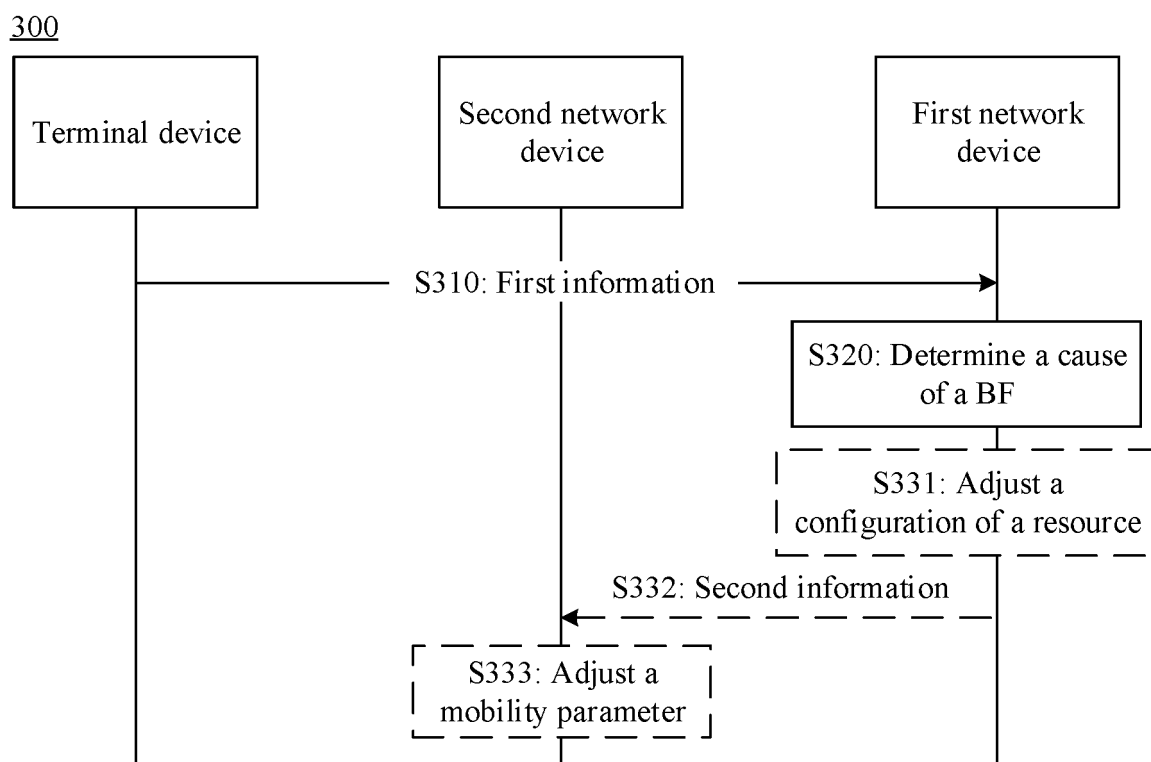 300
Terminal device
Second network
device
First network
device
S310: First information
S320: Determine a cause
of a BF
S331: Adjust a
configuration of a resource
S332: Second information
S333: Adjust a
mobility parameter